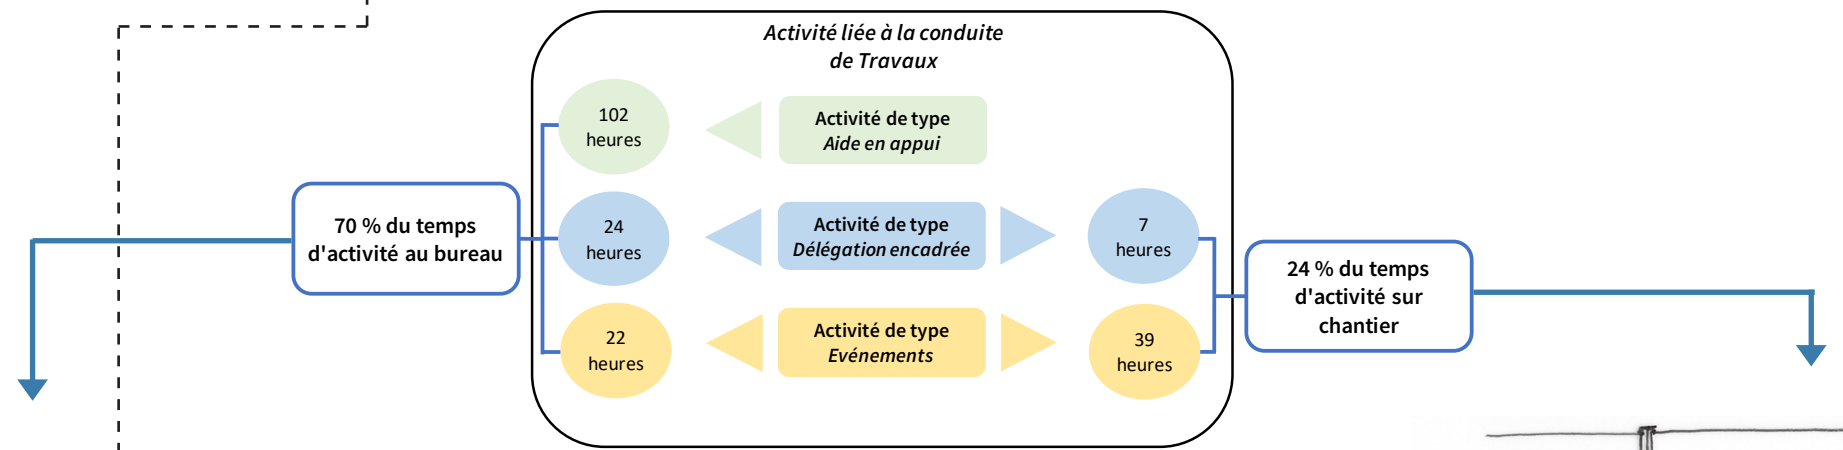 Activité liée à la conduite
de Travaux
102
heures
Activité de type
Aide en appui
70 % du temps
d'activité au bureau
24
heures
Activité de type
Délégation encadrée
7
heures
24 % du temps
d'activité sur
chantier
22
heures
Activité de type
Evénements
39
heures